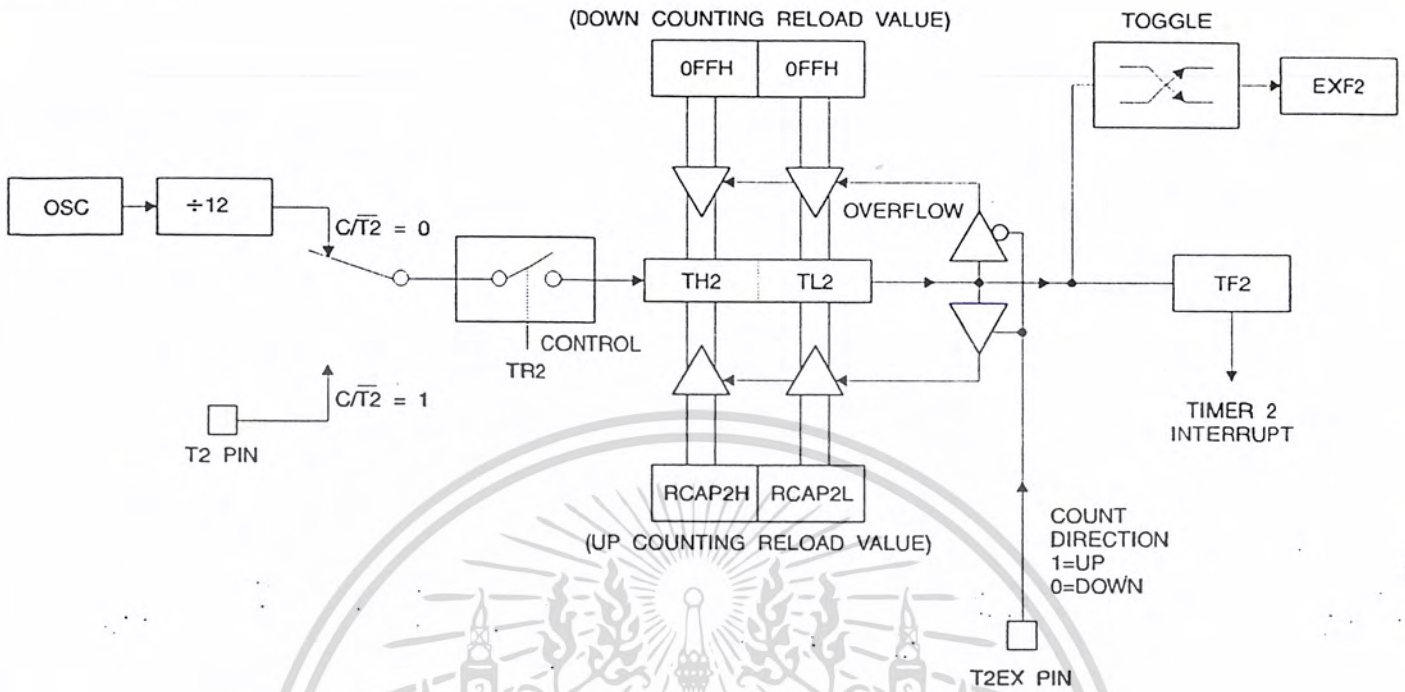 (DOWN COUNTING RELOAD VALUE)
TOGGLE
0FFH 0FFH
EXF2
OSC
÷12
C/T2̅ = 0
OVERFLOW
TH2 TL2
TF2
CONTROL
TR2
C/T2̅ = 1
T2 PIN
TIMER 2
INTERRUPT
RCAP2H RCAP2L
(UP COUNTING RELOAD VALUE)
COUNT
DIRECTION
1=UP
0=DOWN
T2EX PIN